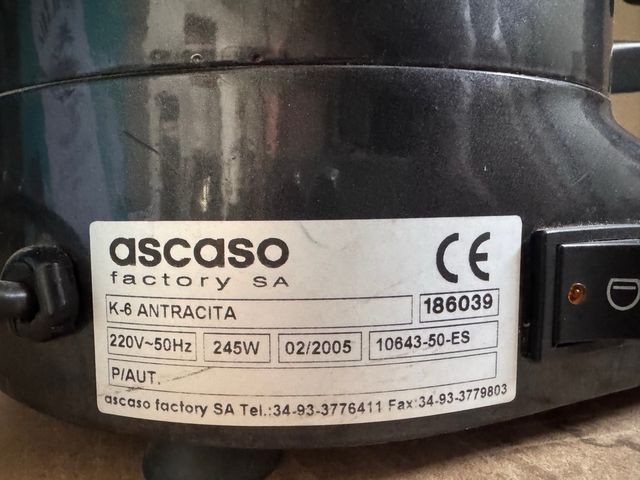 ascaso
factory SA
CE
K-6 ANTRACITA 186039
220V~50Hz 245W 02/2005 10643-50-ES
P/AUT.
ascaso factory SA Tel.:34-93-3776411 Fax:34-93-3779803